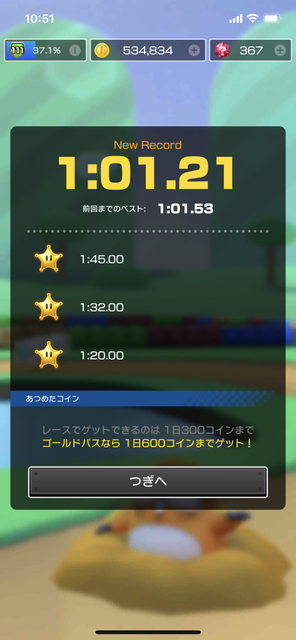 10:51
111 37.1% i 534,834 + 367 +
New Record
1:01.21
前回までのベスト: 1:01.53
1:45.00
1:32.00
1:20.00
あつめたコイン
レースでゲットできるのは 1日300コインまで
ゴールドパスなら 1日600コインまでゲット!
つぎへ